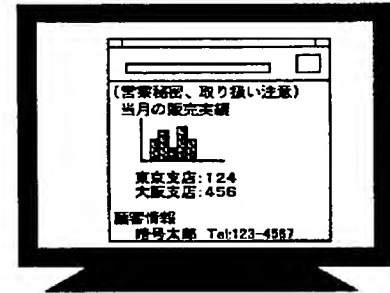 (営業秘密、取り扱い注意)
当月の販売実績
東京支店:124
大阪支店:456
顧客情報
暗号太郎 Tel:123-4567